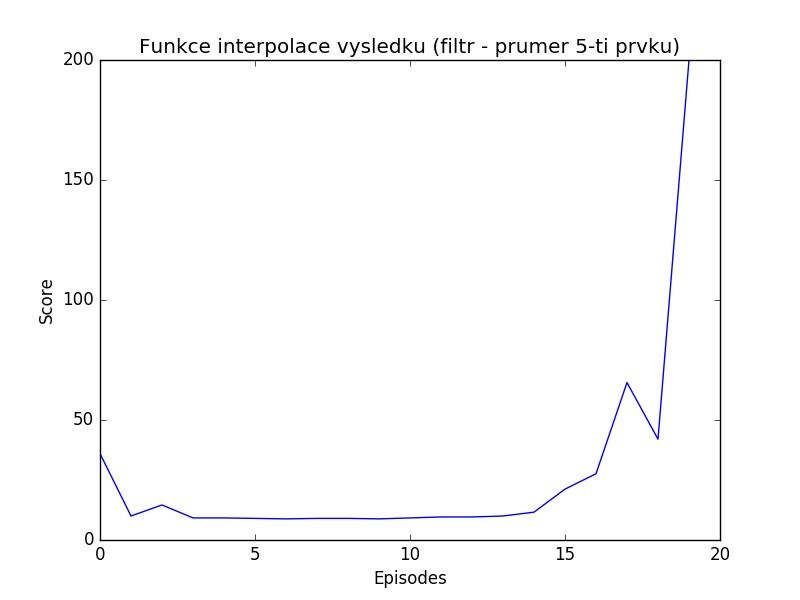 Funkce interpolace vysledku (filtr - prumer 5-ti prvku)
200
150
100
50
0
Score
0 5 10 15 20
Episodes